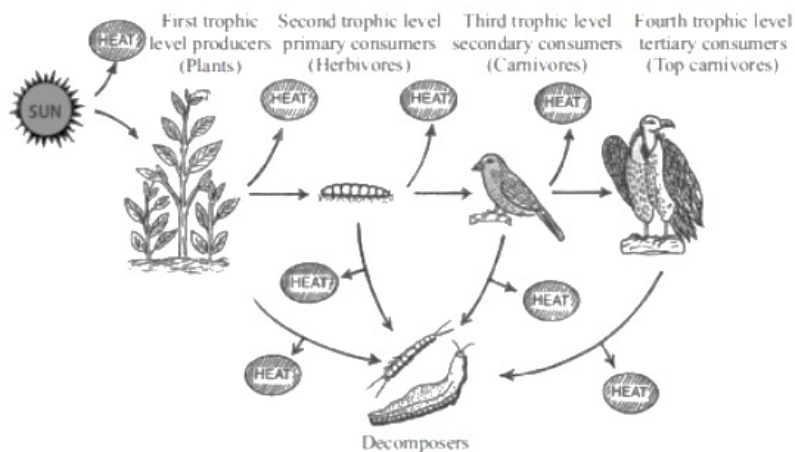 First trophic level producers (Plants)
Second trophic level primary consumers (Herbivores)
Third trophic level secondary consumers (Carnivores)
Fourth trophic level tertiary consumers (Top carnivores)
HEAT
SUN
HEAT
HEAT
HEAT
HEAT
HEAT
HEAT
HEAT
Decomposers